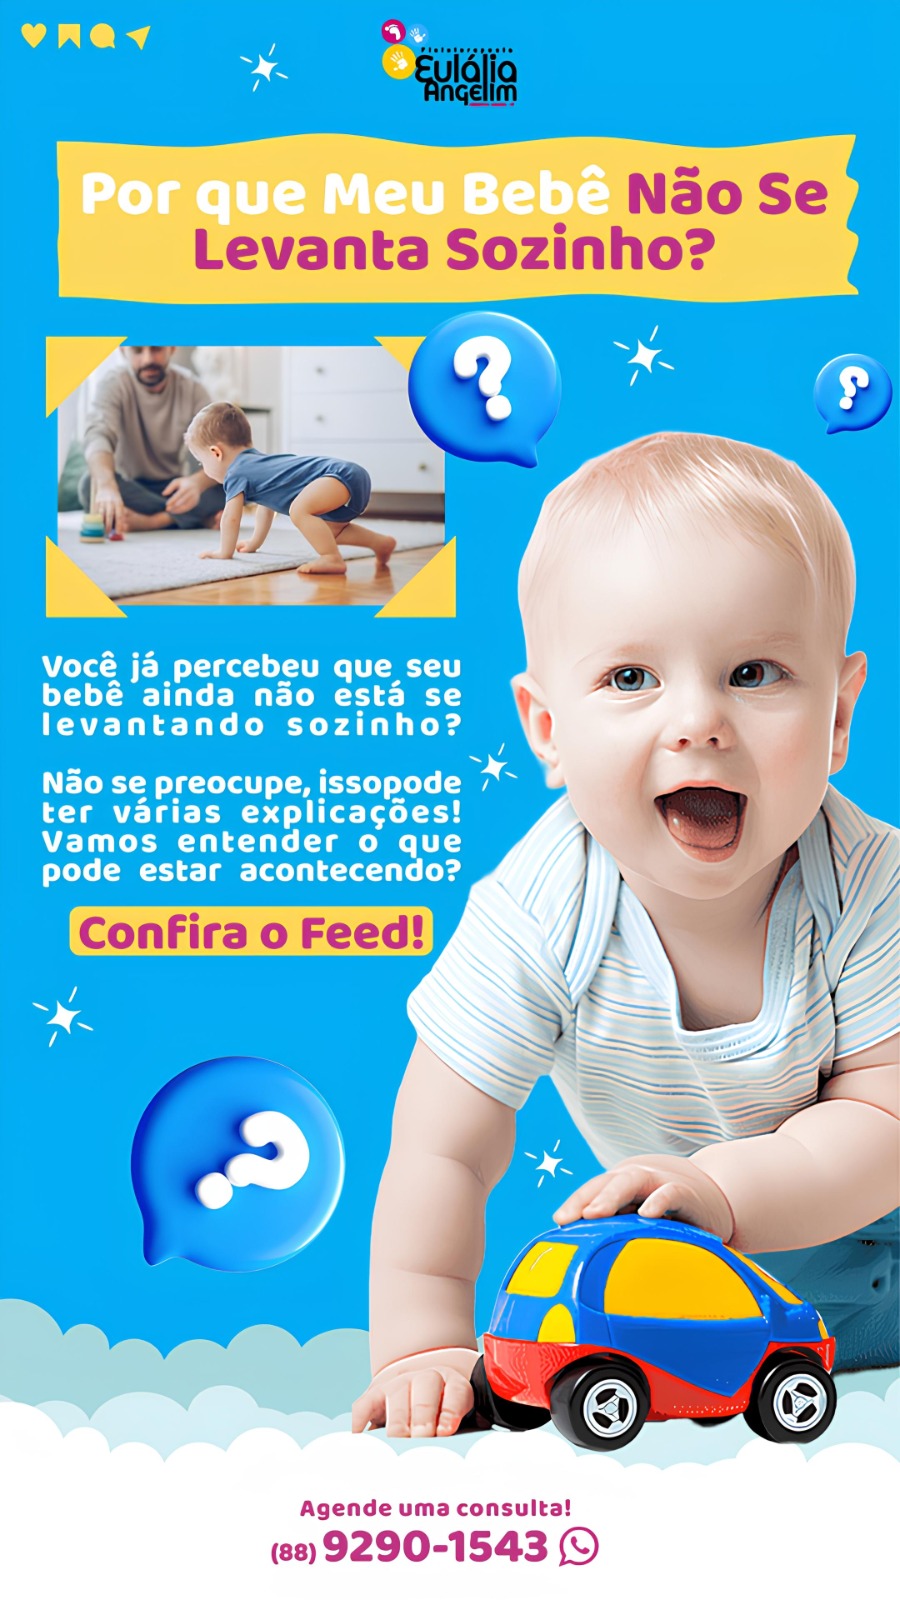 Fisioterapeuta
Eulália
Angelim
Por que Meu Bebê Não Se
Levanta Sozinho?
?
?
Você já percebeu que seu
bebê ainda não está se
levantando sozinho?
Não se preocupe, issopode
ter várias explicações!
Vamos entender o que
pode estar acontecendo?
Confira o Feed!
?
Agende uma consulta!
(88) 9290-1543